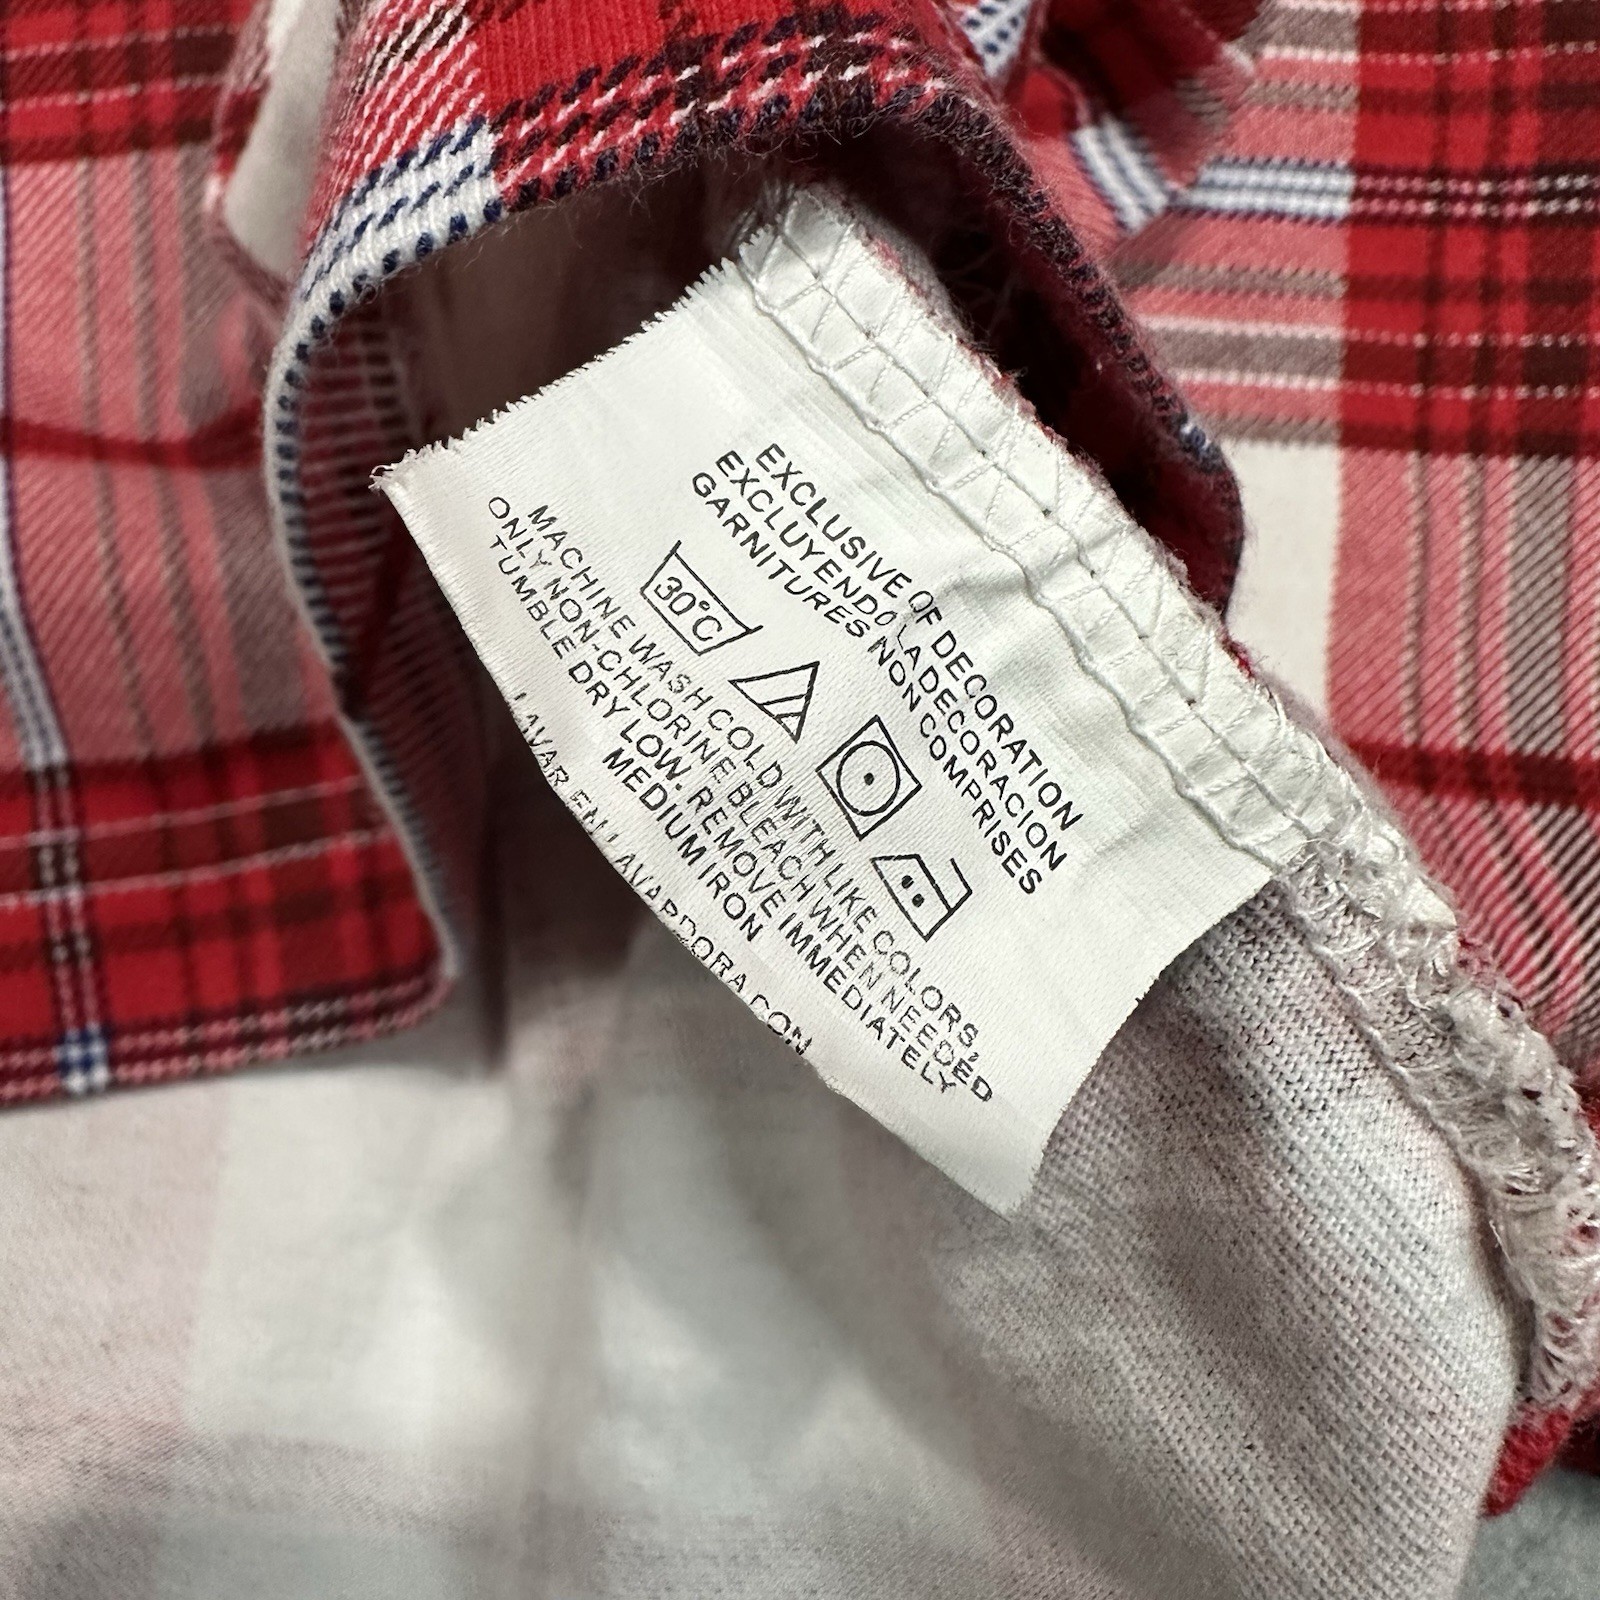 EXCLUSIVE OF DECORATION
EXCLUYENDO LA DECORACION
GARNITURES NON COMPRISES
30°C
MACHINE WASH COLD WITH LIKE COLORS,
ONLY NON-CHLORINE BLEACH WHEN NEEDED
TUMBLE DRY LOW. REMOVE IMMEDIATELY
MEDIUM IRON
LAVAR EN LAVADORA CON